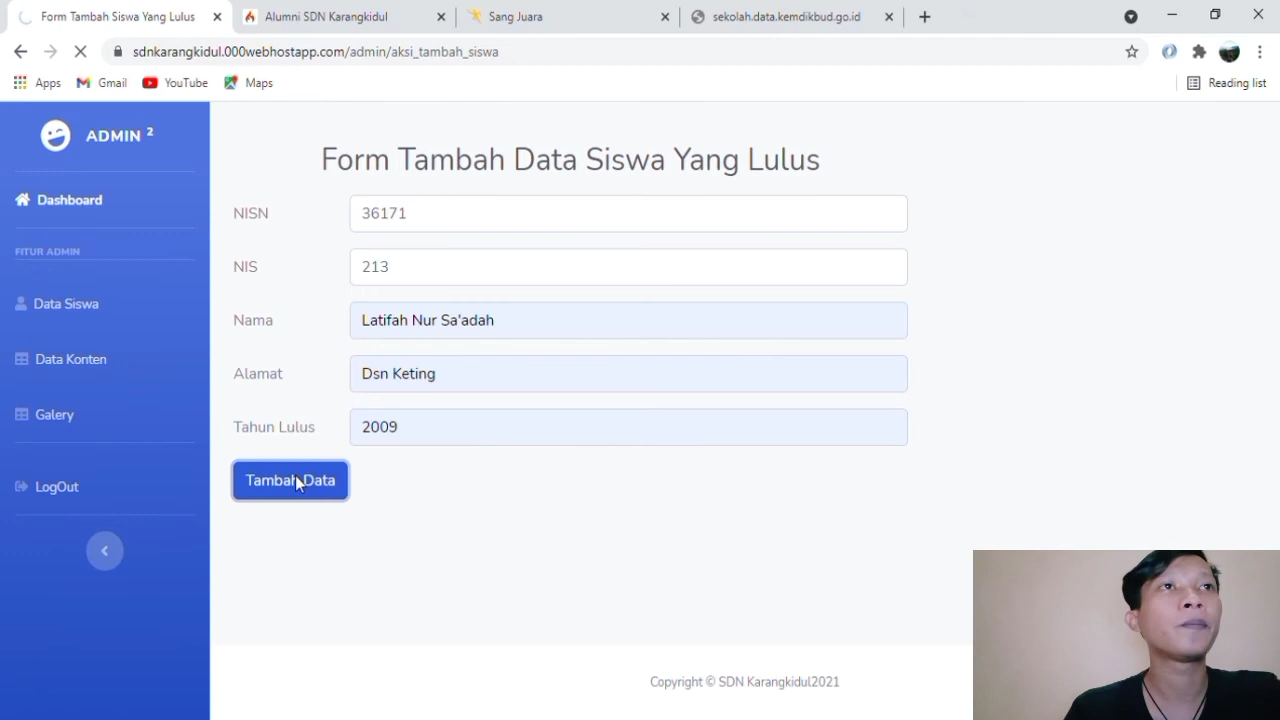 Form Tambah Siswa Yang Lulus
Alumni SDN Karangkidul
Sang Juara
sekolah.data.kemdikbud.go.id
sdnkarangkidul.000webhostapp.com/admin/aksi_tambah_siswa
Apps
Gmail
YouTube
Maps
Reading list
ADMIN 2
Dashboard
FITUR ADMIN
Data Siswa
Data Konten
Galery
LogOut
Form Tambah Data Siswa Yang Lulus
NISN 36171
NIS 213
Nama Latifah Nur Sa'adah
Alamat Dsn Keting
Tahun Lulus 2009
Tambah Data
Copyright © SDN Karangkidul2021